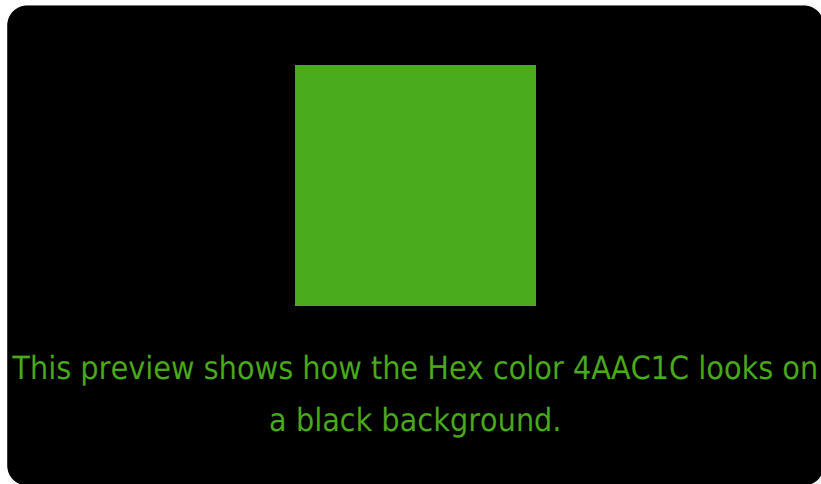 This preview shows how the Hex color 4AAC1C looks on
a black background.